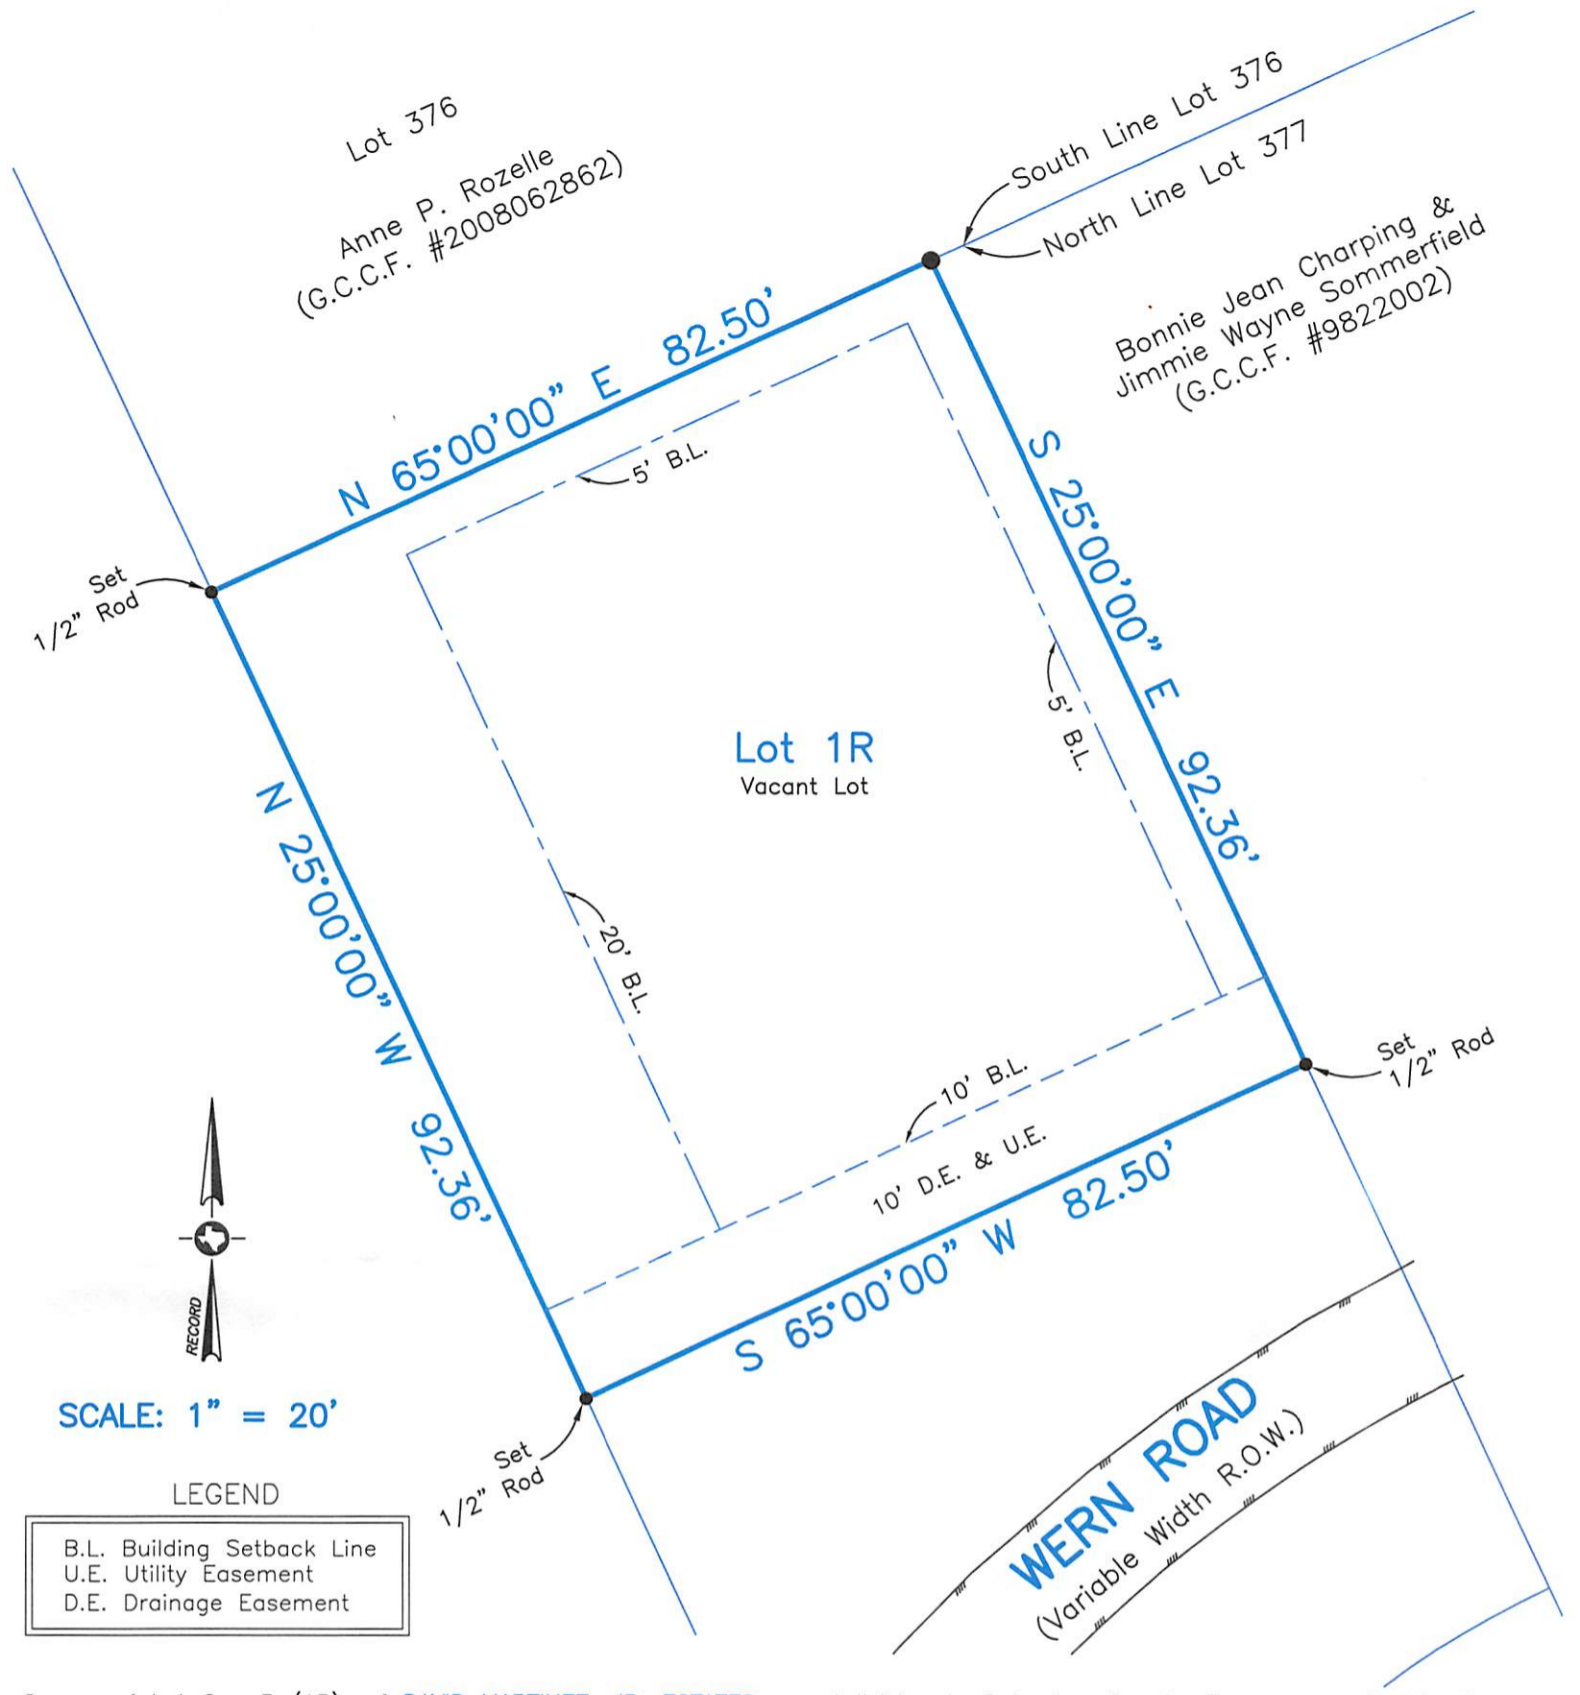 Lot 376
Anne P. Rozelle
(G.C.C.F. #2008062862)
South Line Lot 376
North Line Lot 377
Bonnie Jean Charping &
Jimmie Wayne Sommerfield
(G.C.C.F. #9822002)
N 65°00'00" E 82.50'
5' B.L.
Set
1/2" Rod
S 25°00'00" E 92.36'
5' B.L.
Lot 1R
Vacant Lot
N 25°00'00" W 92.36'
20' B.L.
10' B.L.
10' D.E. & U.E.
Set
1/2" Rod
S 65°00'00" W 82.50'
RECORD
SCALE: 1" = 20'
Set
1/2" Rod
WERN ROAD
(Variable Width R.O.W.)
LEGEND
B.L. Building Setback Line
U.E. Utility Easement
D.E. Drainage Easement